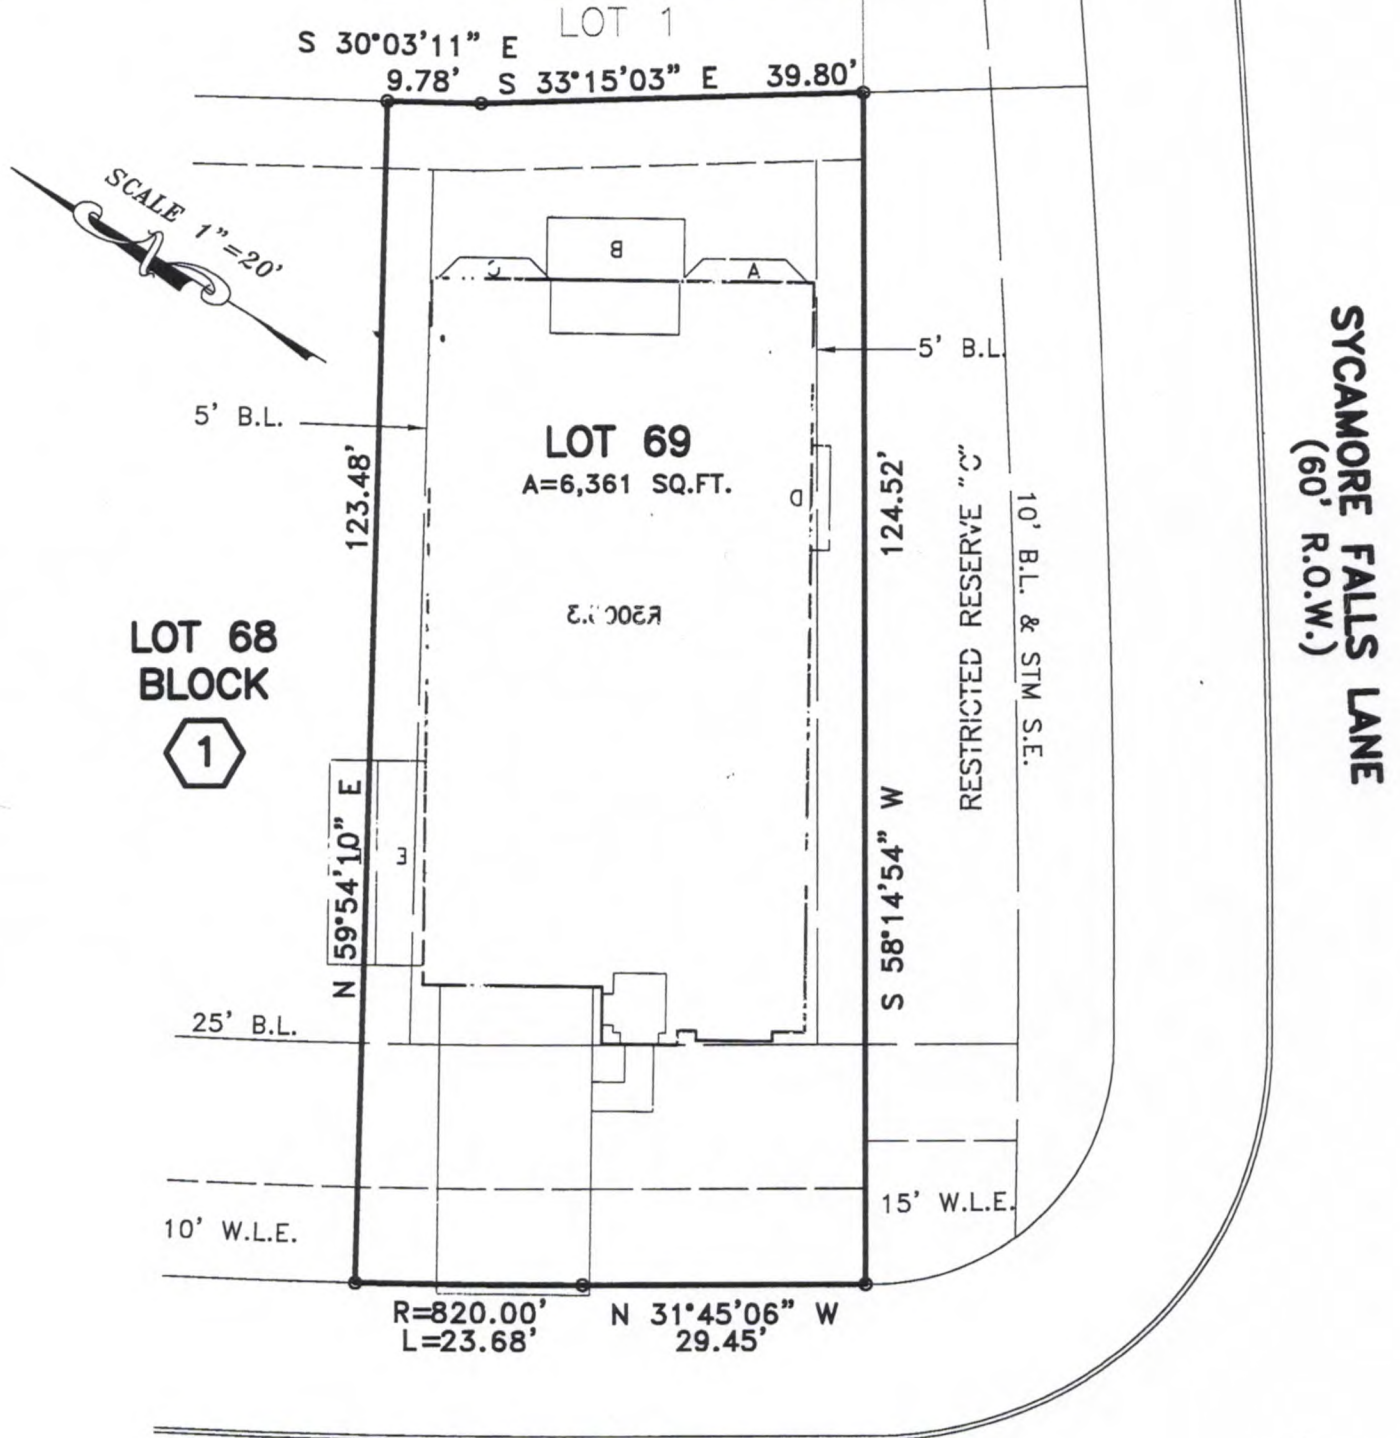 LOT 1
S 30°03'11" E
9.78' S 33°15'03" E 39.80'
SCALE 1"=20'
B
C
A
5' B.L.
5' B.L.
LOT 69
A=6,361 SQ.FT.
123.48'
124.52'
D
RESTRICTED RESERVE "C"
10' B.L. & STM S.E.
SYCAMORE FALLS LANE
(60' R.O.W.)
LOT 68
BLOCK
1
E
N 59°54'10" E
S 58°14'54" W
25' B.L.
10' W.L.E.
15' W.L.E.
R=820.00' N 31°45'06" W
L=23.68' 29.45'